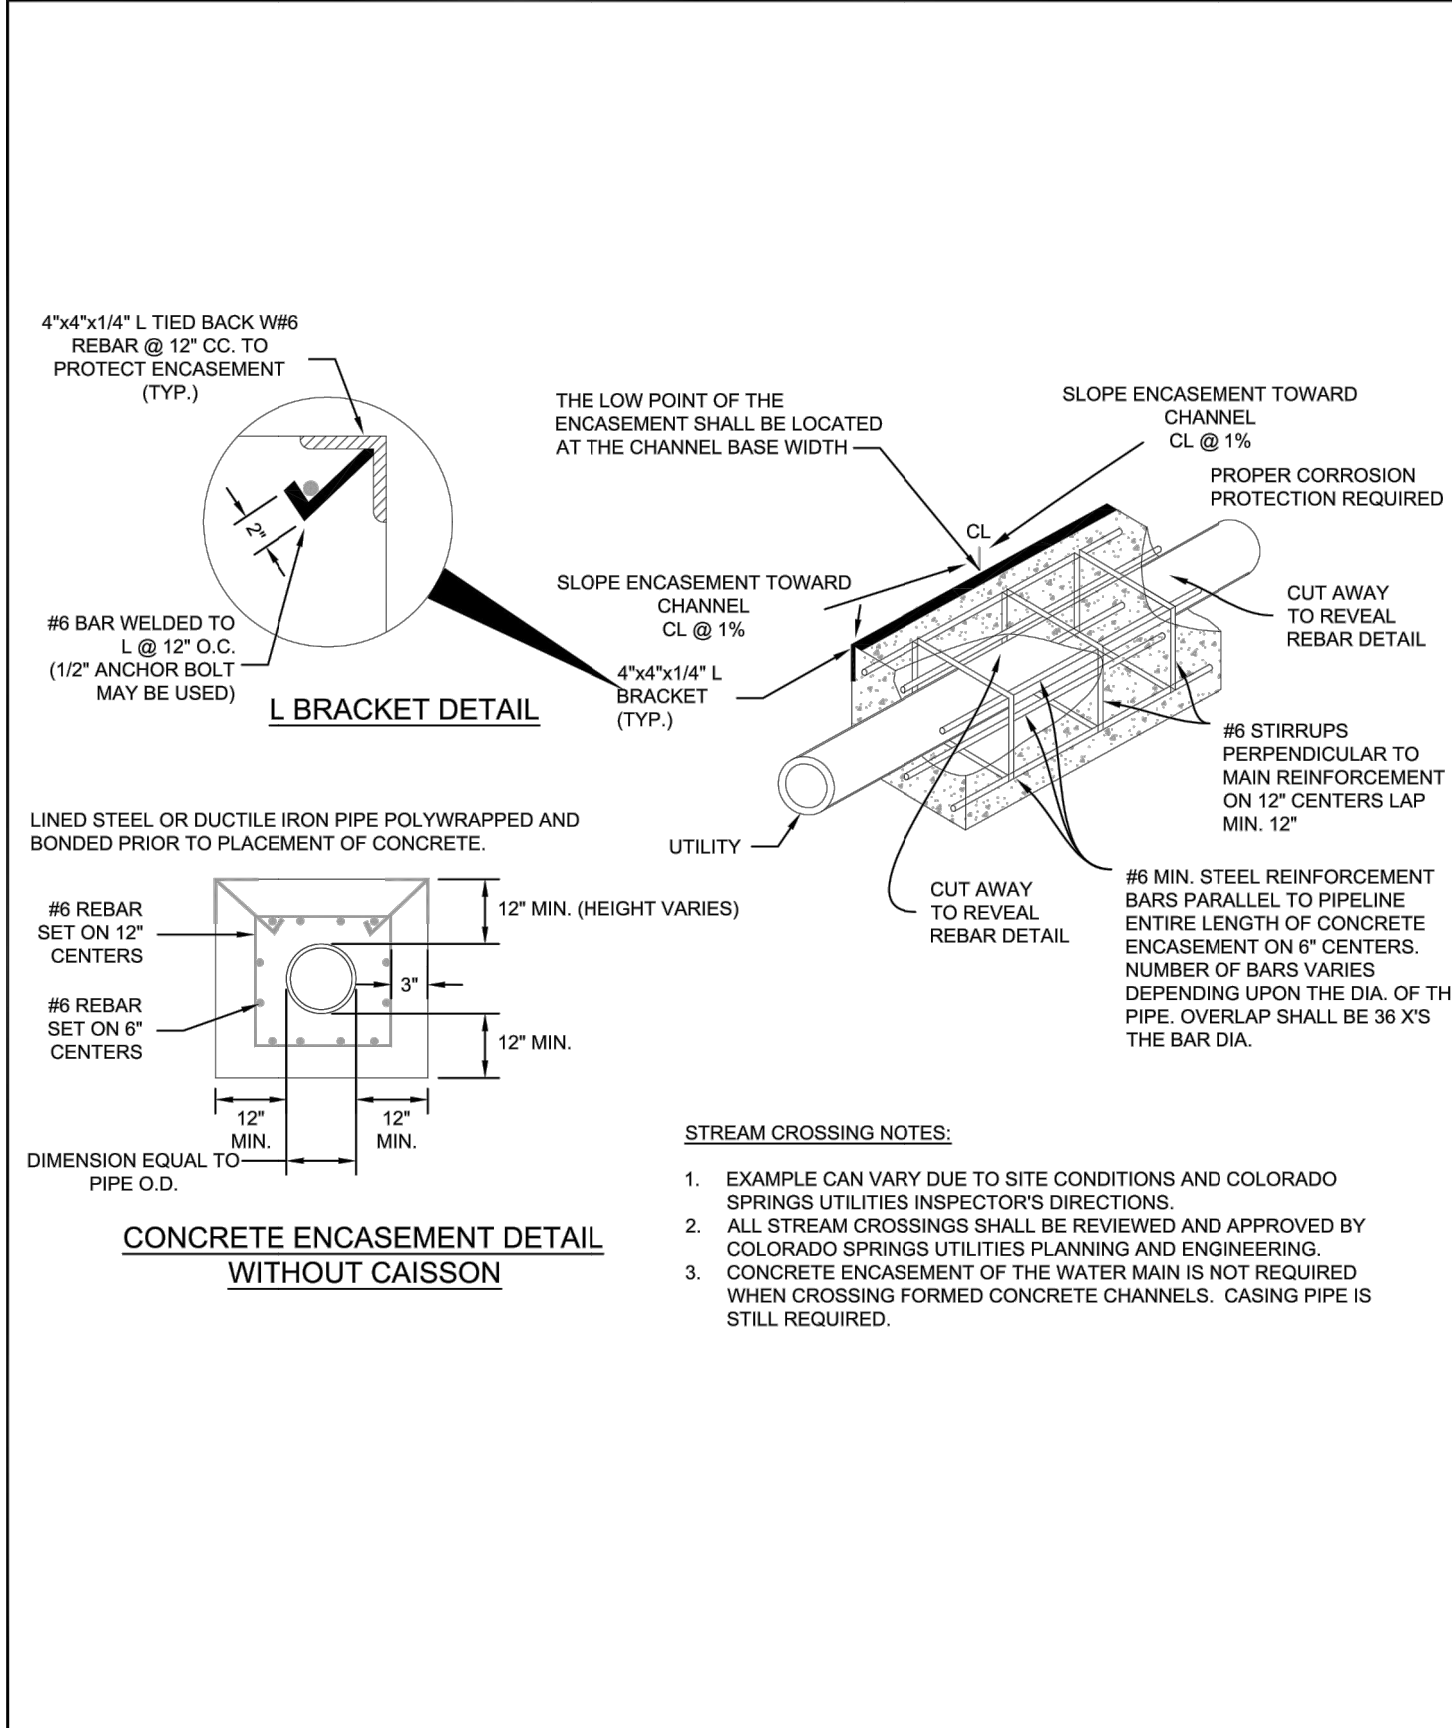 4"x4"x1/4" L TIED BACK W#6
REBAR @ 12" CC. TO
PROTECT ENCASEMENT
(TYP.)
2"
#6 BAR WELDED TO
L @ 12" O.C.
(1/2" ANCHOR BOLT
MAY BE USED)
L BRACKET DETAIL
THE LOW POINT OF THE
ENCASEMENT SHALL BE LOCATED
AT THE CHANNEL BASE WIDTH
SLOPE ENCASEMENT TOWARD
CHANNEL
CL @ 1%
PROPER CORROSION
PROTECTION REQUIRED
CL
SLOPE ENCASEMENT TOWARD
CHANNEL
CL @ 1%
CUT AWAY
TO REVEAL
REBAR DETAIL
4"x4"x1/4" L
BRACKET
(TYP.)
#6 STIRRUPS
PERPENDICULAR TO
MAIN REINFORCEMENT
ON 12" CENTERS LAP
MIN. 12"
UTILITY
CUT AWAY
TO REVEAL
REBAR DETAIL
#6 MIN. STEEL REINFORCEMENT
BARS PARALLEL TO PIPELINE
ENTIRE LENGTH OF CONCRETE
ENCASEMENT ON 6" CENTERS.
NUMBER OF BARS VARIES
DEPENDING UPON THE DIA. OF TH
PIPE. OVERLAP SHALL BE 36 X'S
THE BAR DIA.
LINED STEEL OR DUCTILE IRON PIPE POLYWRAPPED AND
BONDED PRIOR TO PLACEMENT OF CONCRETE.
#6 REBAR
SET ON 12"
CENTERS
#6 REBAR
SET ON 6"
CENTERS
12" MIN. (HEIGHT VARIES)
3"
12" MIN.
12"
MIN.
12"
MIN.
DIMENSION EQUAL TO
PIPE O.D.
CONCRETE ENCASEMENT DETAIL
WITHOUT CAISSON
STREAM CROSSING NOTES:
1. EXAMPLE CAN VARY DUE TO SITE CONDITIONS AND COLORADO
SPRINGS UTILITIES INSPECTOR'S DIRECTIONS.
2. ALL STREAM CROSSINGS SHALL BE REVIEWED AND APPROVED BY
COLORADO SPRINGS UTILITIES PLANNING AND ENGINEERING.
3. CONCRETE ENCASEMENT OF THE WATER MAIN IS NOT REQUIRED
WHEN CROSSING FORMED CONCRETE CHANNELS. CASING PIPE IS
STILL REQUIRED.